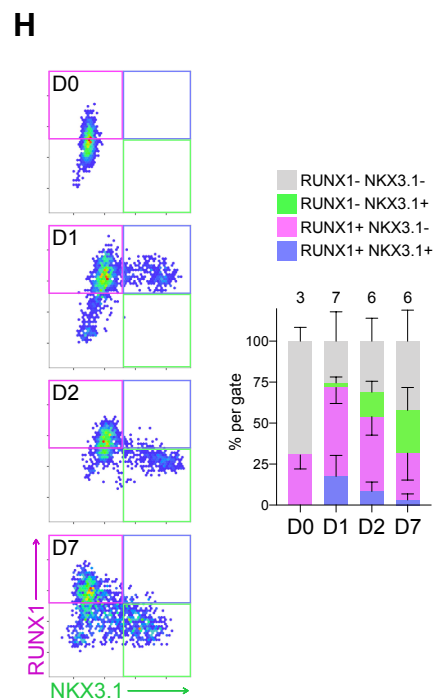 H
D0
D1
D2
D7
RUNX1
NKX3.1
RUNX1- NKX3.1-
RUNX1- NKX3.1+
RUNX1+ NKX3.1-
RUNX1+ NKX3.1+
3 7 6 6
100
75
50
25
0
% per gate
D0 D1 D2 D7